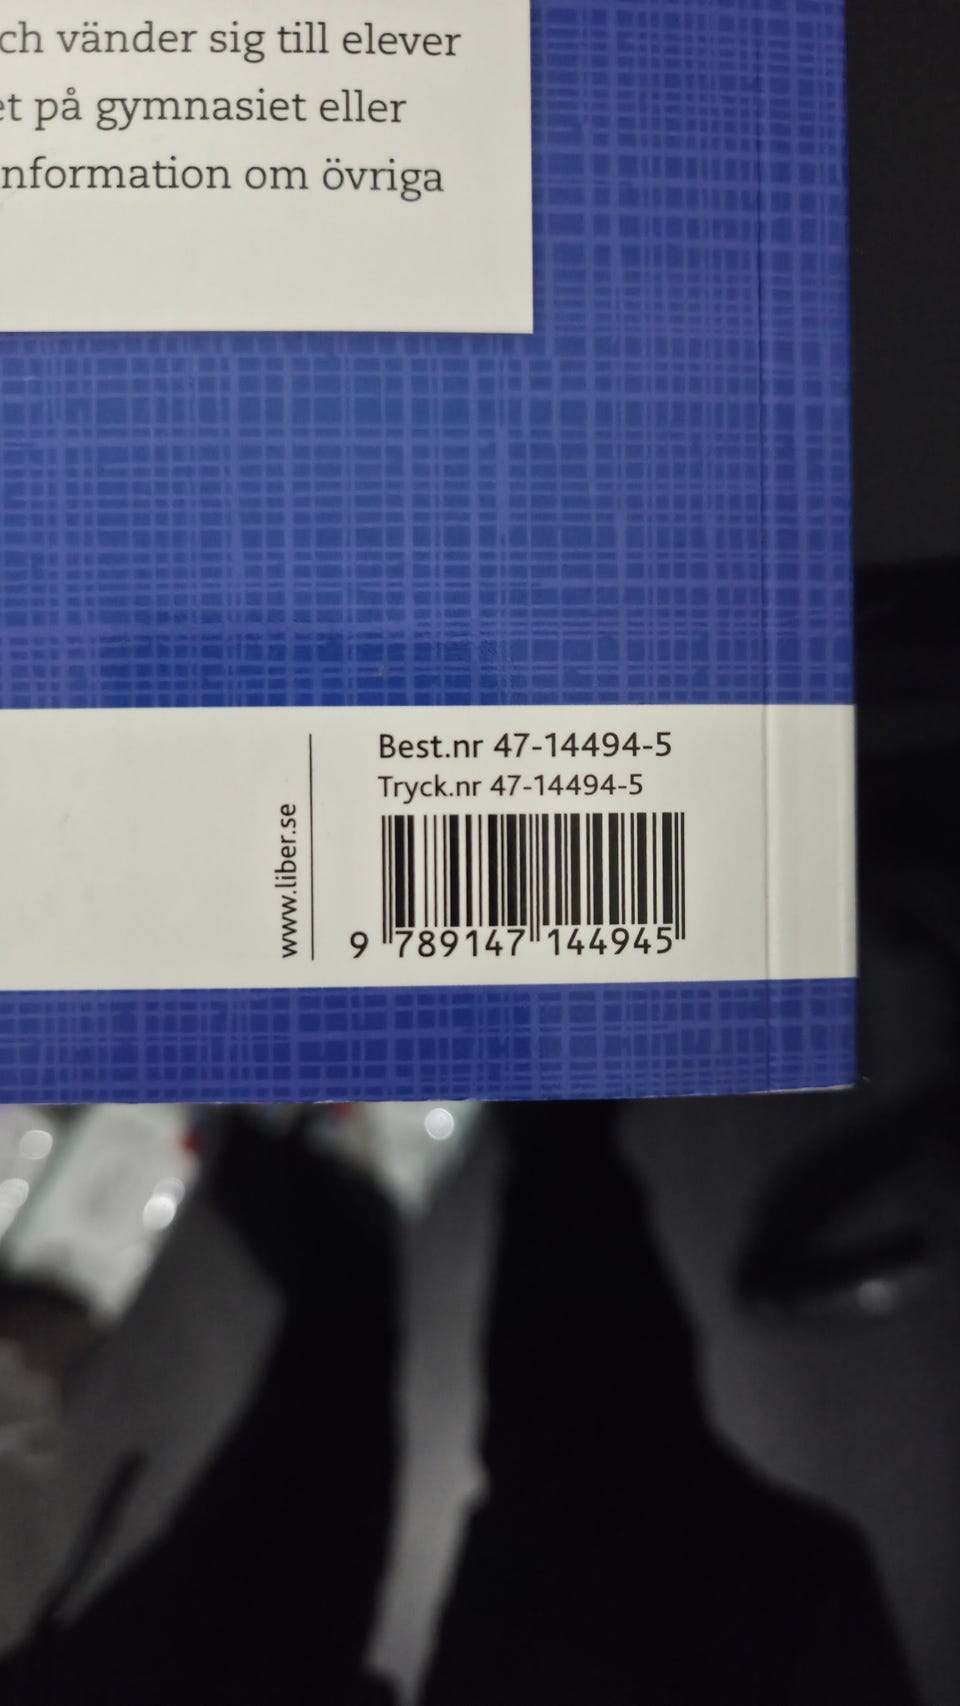 ch vänder sig till elever
et på gymnasiet eller
nformation om övriga
www.liber.se
Best.nr 47-14494-5
Tryck.nr 47-14494-5
9 789147 144945